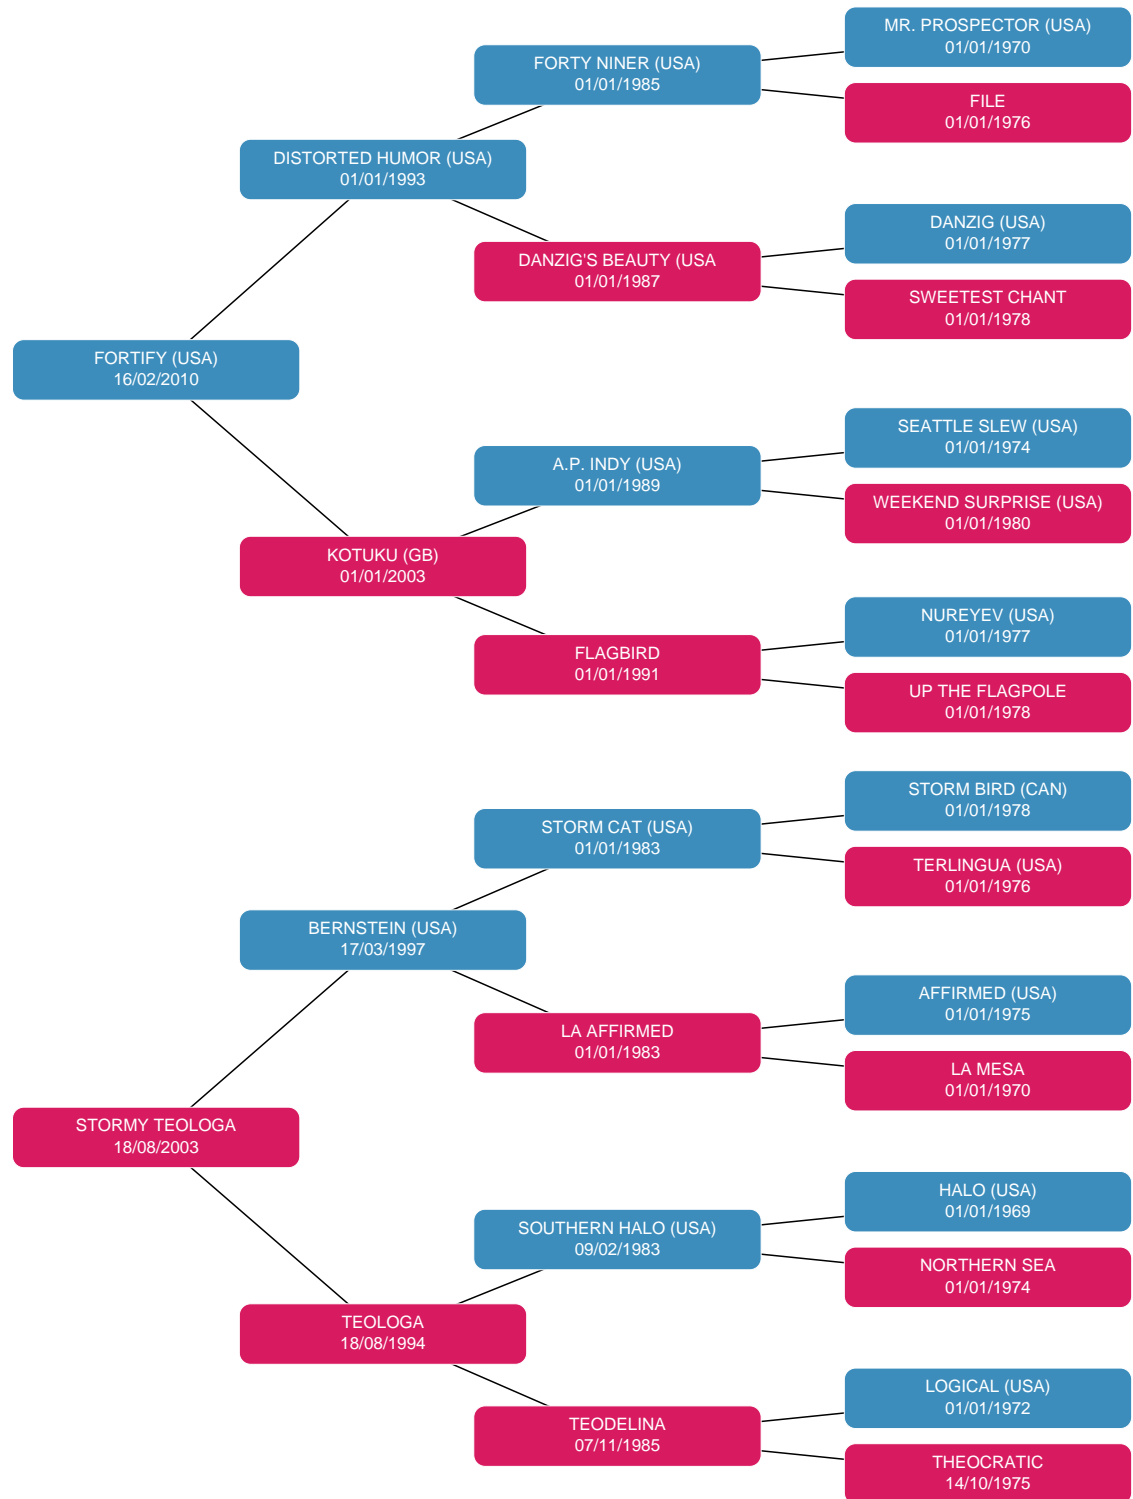 MR. PROSPECTOR (USA)
01/01/1970
FORTY NINER (USA)
01/01/1985
FILE
01/01/1976
DISTORTED HUMOR (USA)
01/01/1993
DANZIG (USA)
01/01/1977
DANZIG'S BEAUTY (USA
01/01/1987
SWEETEST CHANT
01/01/1978
FORTIFY (USA)
16/02/2010
SEATTLE SLEW (USA)
01/01/1974
A.P. INDY (USA)
01/01/1989
WEEKEND SURPRISE (USA)
01/01/1980
KOTUKU (GB)
01/01/2003
NUREYEV (USA)
01/01/1977
FLAGBIRD
01/01/1991
UP THE FLAGPOLE
01/01/1978
STORM BIRD (CAN)
01/01/1978
STORM CAT (USA)
01/01/1983
TERLINGUA (USA)
01/01/1976
BERNSTEIN (USA)
17/03/1997
AFFIRMED (USA)
01/01/1975
LA AFFIRMED
01/01/1983
LA MESA
01/01/1970
STORMY TEOLOGA
18/08/2003
HALO (USA)
01/01/1969
SOUTHERN HALO (USA)
09/02/1983
NORTHERN SEA
01/01/1974
TEOLOGA
18/08/1994
LOGICAL (USA)
01/01/1972
TEODELINA
07/11/1985
THEOCRATIC
14/10/1975